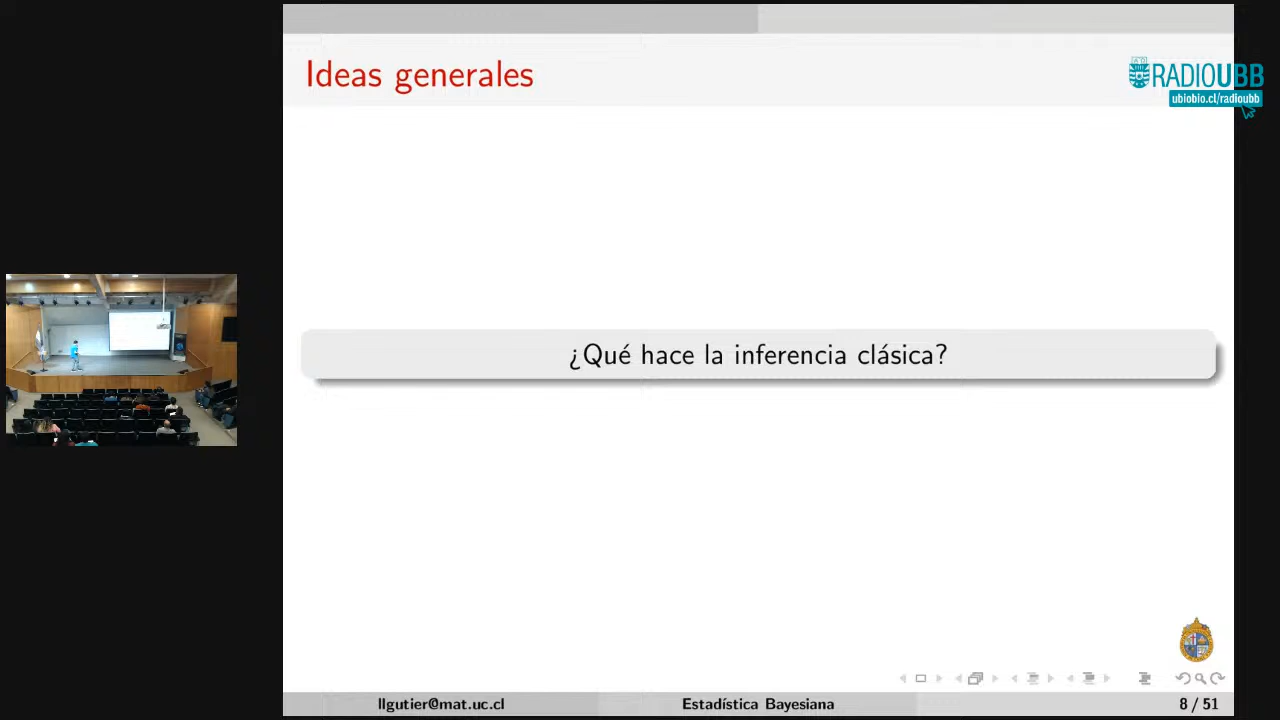 Ideas generales
RADIOUBB
ubiobio.cl/radioubb
¿Qué hace la inferencia clásica?
llgutier@mat.uc.cl
Estadística Bayesiana
8 / 51